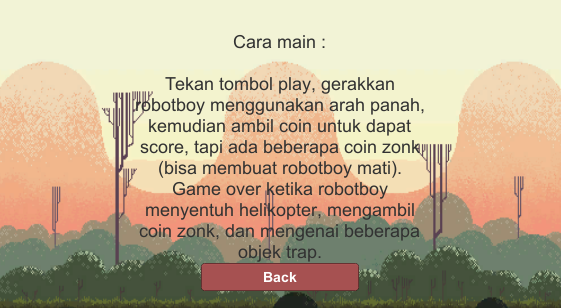 Cara main :
Tekan tombol play, gerakkan
robotboy menggunakan arah panah,
kemudian ambil coin untuk dapat
score, tapi ada beberapa coin zonk
(bisa membuat robotboy mati).
Game over ketika robotboy
menyentuh helikopter, mengambil
coin zonk, dan mengenai beberapa
objek trap.
Back